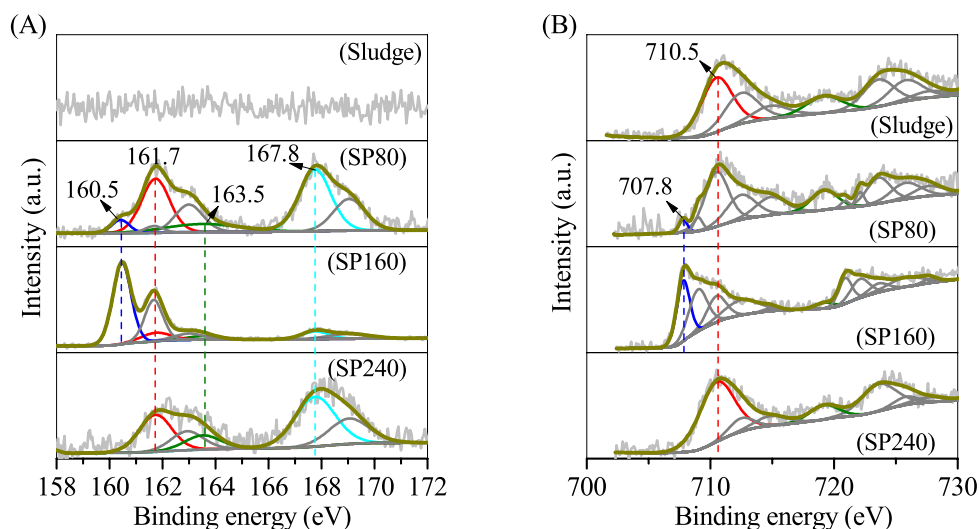 (A)
(Sludge)
161.7
167.8
(SP80)
160.5
163.5
(SP160)
(SP240)
Intensity (a.u.)
158 160 162 164 166 168 170 172
Binding energy (eV)
(B)
710.5
(Sludge)
707.8
(SP80)
(SP160)
(SP240)
Intensity (a.u.)
700 710 720 730
Binding energy (eV)